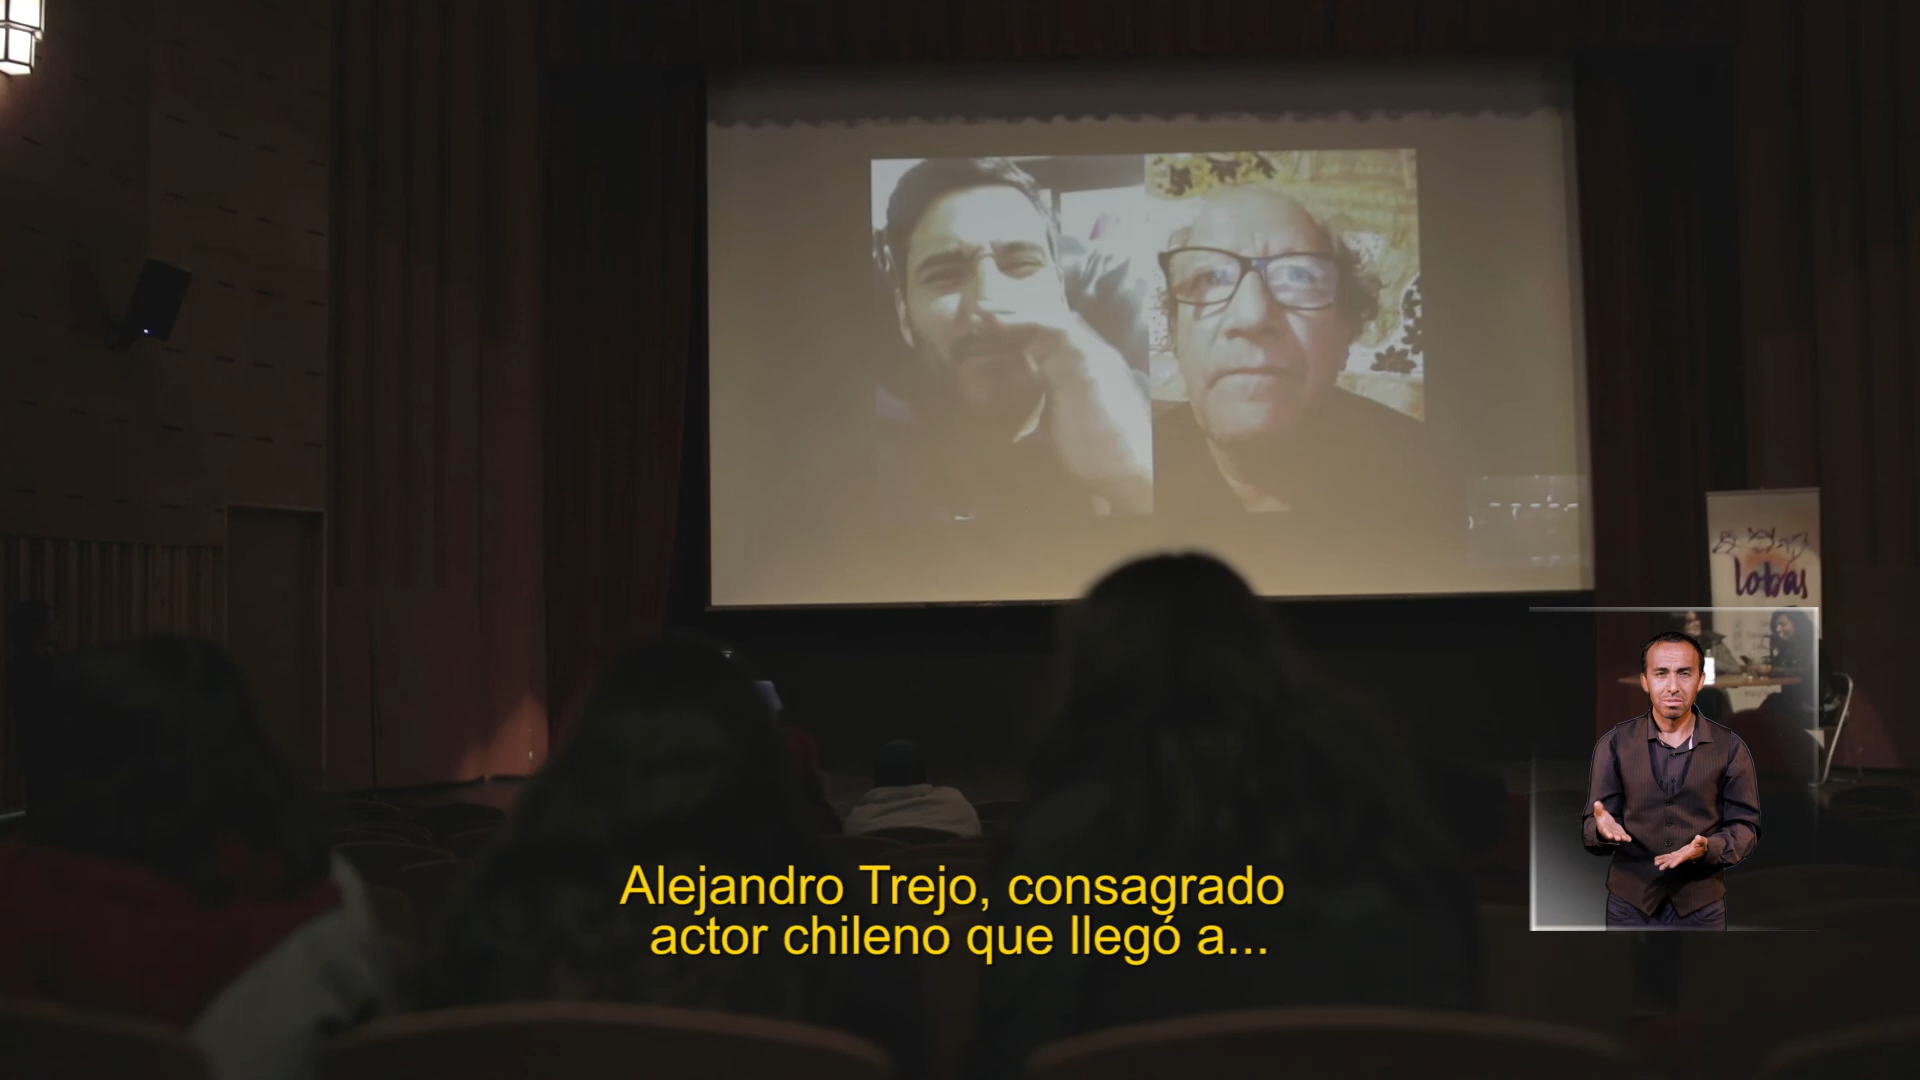 lobas
Alejandro Trejo, consagrado
actor chileno que llegó a...